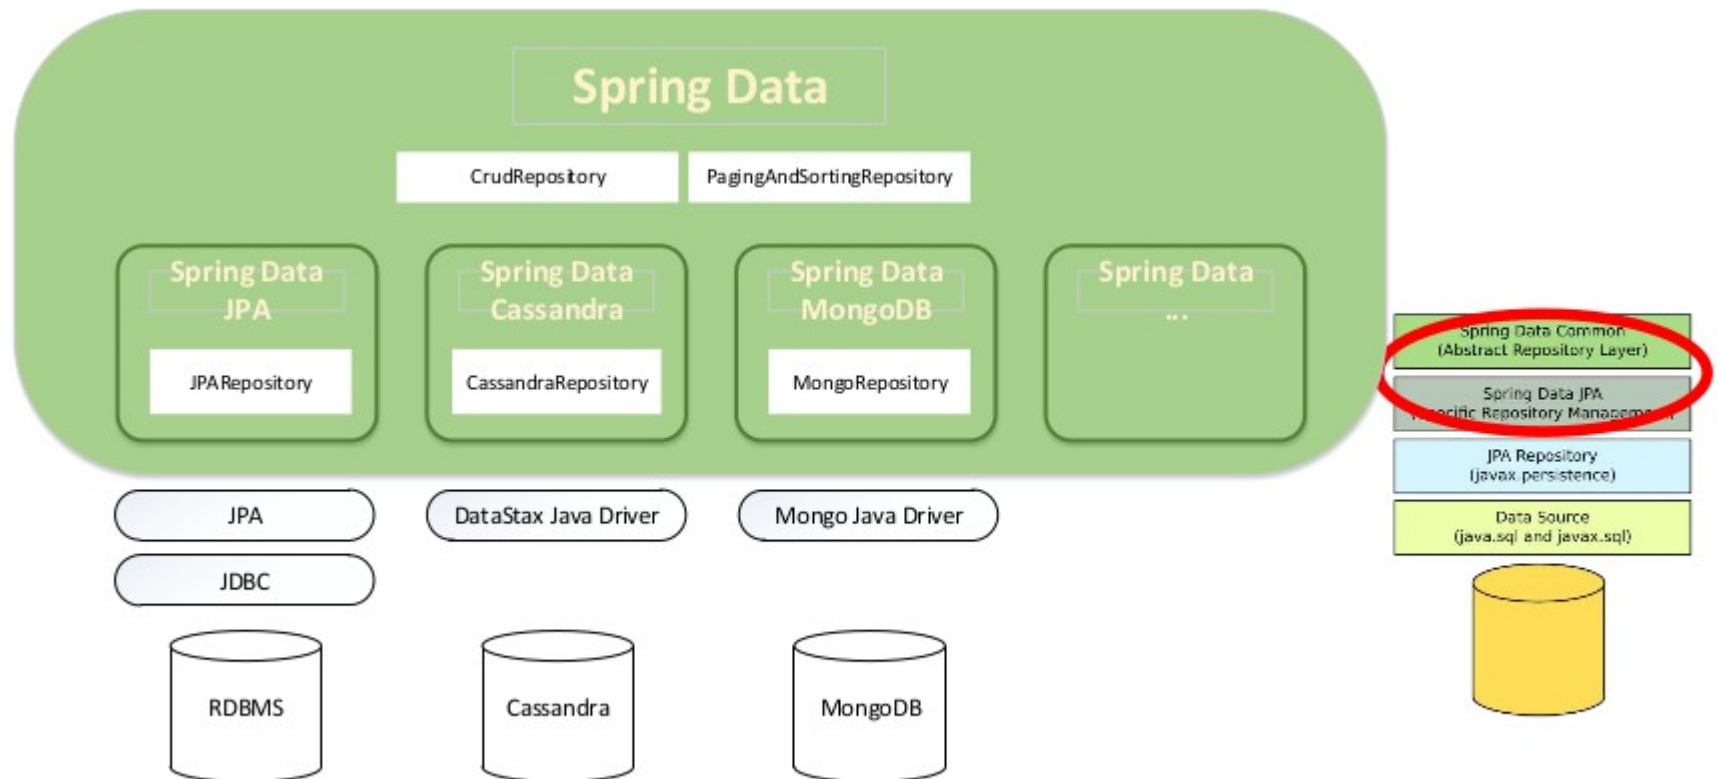 Spring Data
CrudRepository
PagingAndSortingRepository
Spring Data
JPA
JPARepository
Spring Data
Cassandra
CassandraRepository
Spring Data
MongoDB
MongoRepository
Spring Data
...
JPA
JDBC
RDBMS
DataStax Java Driver
Cassandra
Mongo Java Driver
MongoDB
Spring Data Common
(Abstract Repository Layer)
Spring Data JPA
Repository
JPA Repository
(javax.persistence)
Data Source
(java.sql and javax.sql)